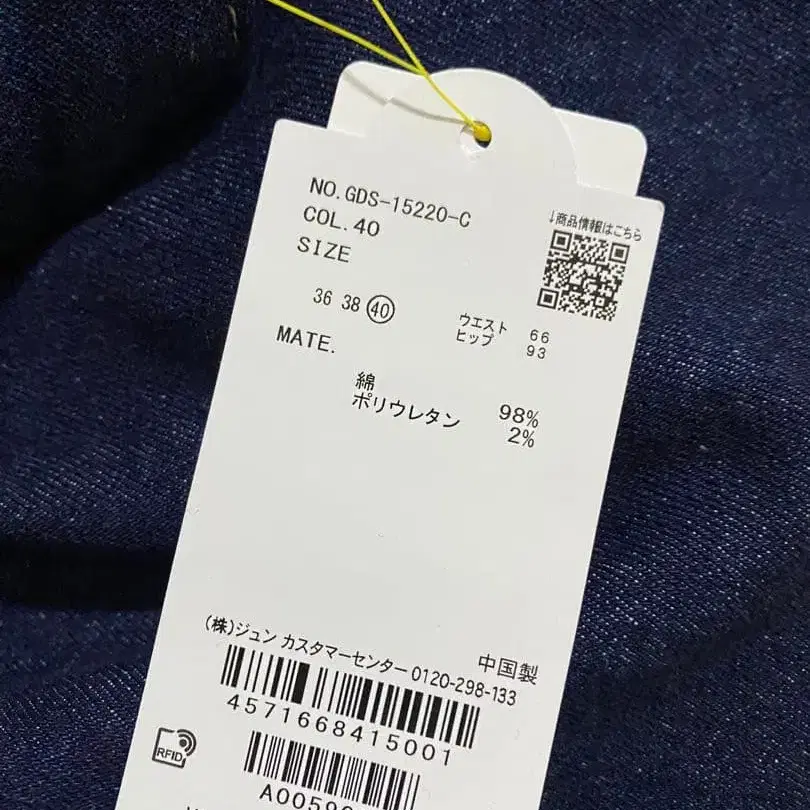 NO.GDS-15220-C
COL.40
SIZE
↓商品情報はこちら
36 38 40
ウエスト 66
ヒップ 93
MATE.
綿 98%
ポリウレタン 2%
中国製
(株)ジュン カスタマーセンター 0120-298-133
4571668415001
RFID